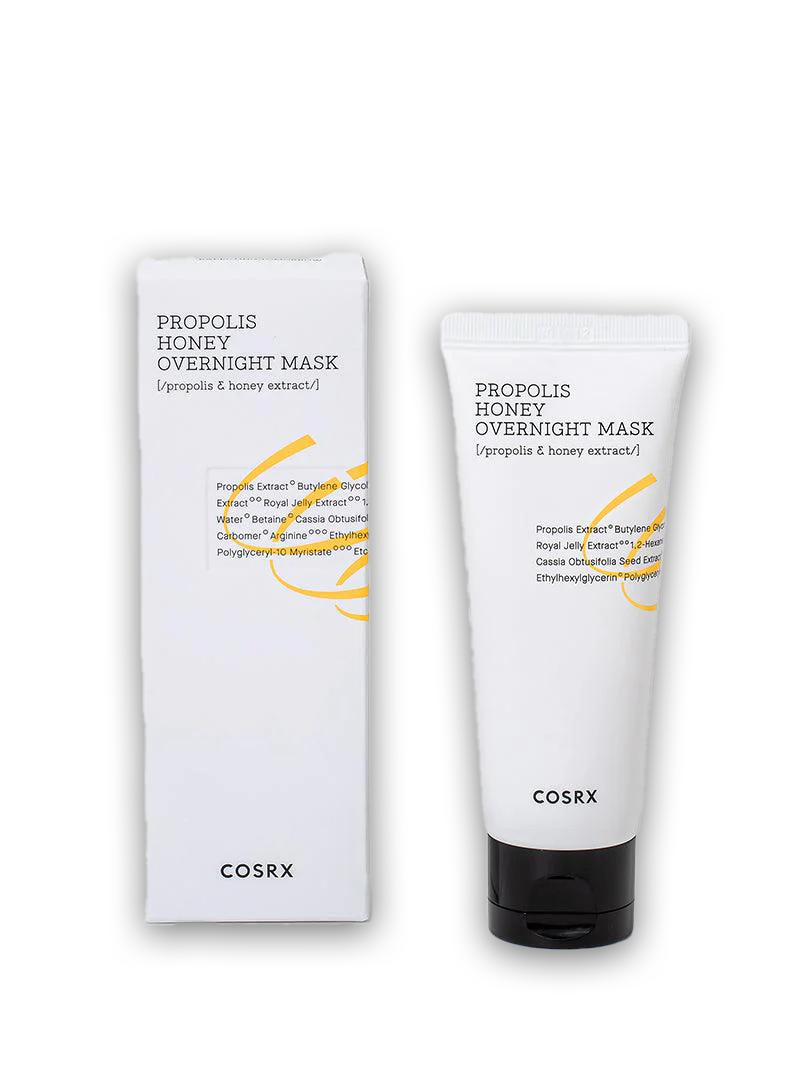 PROPOLIS
HONEY
OVERNIGHT MASK
[/propolis & honey extract/]
Propolis Extract° Butylene Glycol
Extract°° Royal Jelly Extract°° 1,
Water° Betaine° Cassia Obtusifol
Carbomer° Arginine°°° Ethylhex
Polyglyceryl-10 Myristate°°° Etc
COSRX
PROPOLIS
HONEY
OVERNIGHT MASK
[/propolis & honey extract/]
Propolis Extract° Butylene Glyc
Royal Jelly Extract°° 1,2-Hexan
Cassia Obtusifolia Seed Extract
Ethylhexylglycerin° Polyglycer
COSRX